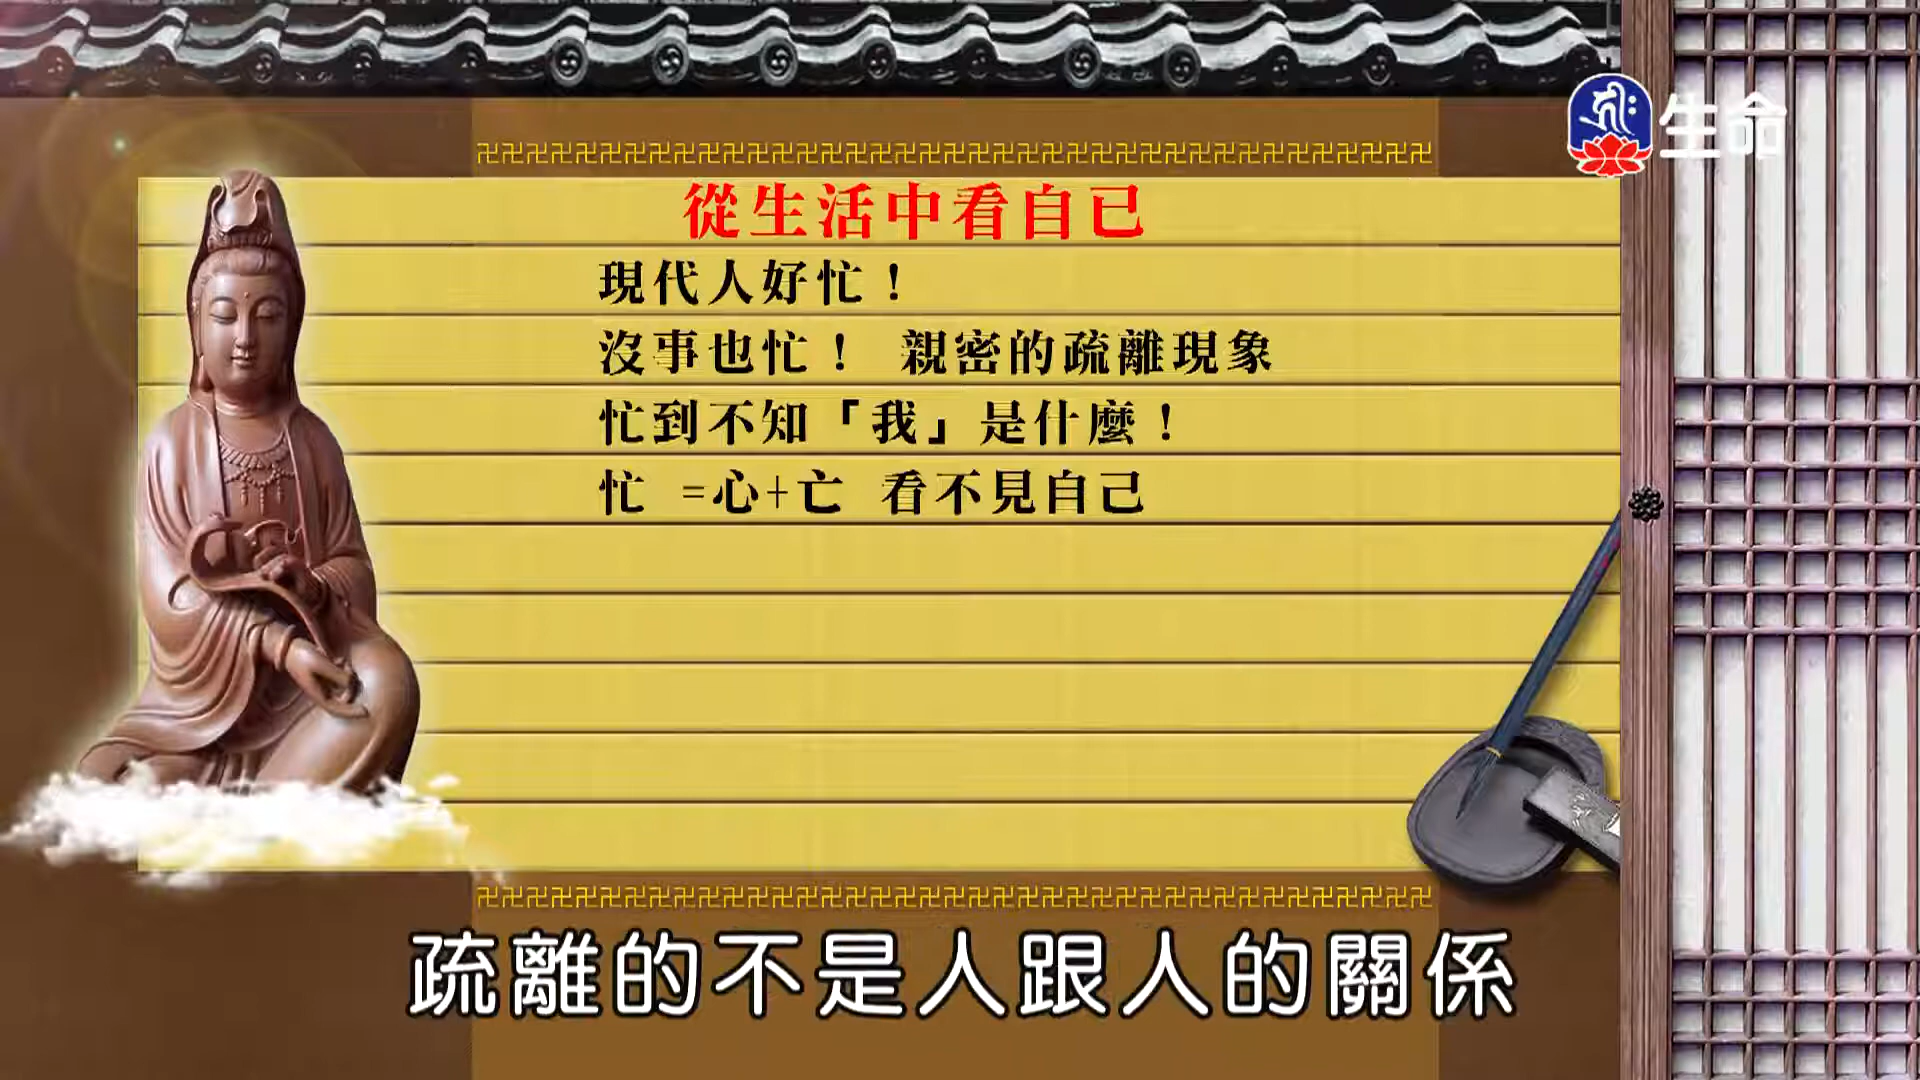 生命
從生活中看自已
現代人好忙！
沒事也忙！ 親密的疏離現象
忙到不知「我」是什麼！
忙 =心+亡 看不見自己
疏離的不是人跟人的關係